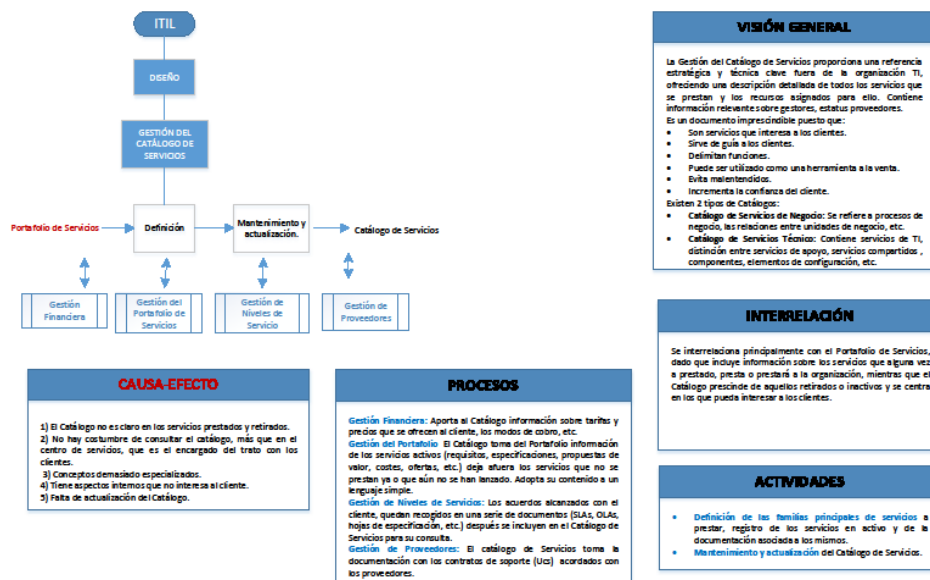 ITIL
DISEÑO
GESTIÓN DEL
CATÁLOGO DE
SERVICIOS
Portafolio de Servicios
Definición
Mantenimiento y
actualización.
Catálogo de Servicios
Gestión
Financiera
Gestión del
Portafolio de
Servicios
Gestión de
Niveles de
Servicio
Gestión de
Proveedores
VISIÓN GENERAL
La Gestión del Catálogo de Servicios proporciona una referencia
estratégica y técnica clave fuera de la organización TI,
ofreciendo una descripción detallada de todos los servicios que
se prestan y los recursos asignados para ello. Contiene
información relevante sobre gestores, estatus proveedores.
Es un documento imprescindible puesto que:
• Son servicios que interesa a los clientes.
• Sirve de guía a los clientes.
• Delimitan funciones.
• Puede ser utilizado como una herramienta a la venta.
• Evita malentendidos.
• Incrementa la confianza del cliente.
Existen 2 tipos de Catálogos:
• Catálogo de Servicios de Negocio: Se refiere a procesos de
negocio, las relaciones entre unidades de negocio, etc.
• Catálogo de Servicios Técnico: Contiene servicios de TI,
distinción entre servicios de apoyo, servicios compartidos ,
componentes, elementos de configuración, etc.
INTERRELACIÓN
Se interrelaciona principalmente con el Portafolio de Servicios,
dado que incluye información sobre los servicios que alguna vez
a prestado, presta o prestará a la organización, mientras que el
Catálogo prescinde de aquellos retirados o inactivos y se centra
en los que pueda interesar a los clientes.
CAUSA-EFECTO
1) El Catálogo no es claro en los servicios prestados y retirados.
2) No hay costumbre de consultar el catálogo, más que en el
centro de servicios, que es el encargado del trato con los
clientes.
3) Conceptos demasiado especializados.
4) Tiene aspectos internos que no interesa al cliente.
5) Falta de actualización del Catálogo.
PROCESOS
Gestión Financiera: Aporta al Catálogo información sobre tarifas y
precios que se ofrecen al cliente, los modos de cobro, etc.
Gestión del Portafolio El Catálogo toma del Portafolio información
de los servicios activos (requisitos, especificaciones, propuestas de
valor, costes, ofertas, etc.) deja afuera los servicios que no se
prestan ya o que aún no se han lanzado. Adopta su contenido a un
lenguaje simple.
Gestión de Niveles de Servicios: Los acuerdos alcanzados con el
cliente, quedan recogidos en una serie de documentos (SLAs, OLAs,
hojas de especificación, etc.) después se incluyen en el Catálogo de
Servicios para su consulta.
Gestión de Proveedores: El catálogo de Servicios toma la
documentación con los contratos de soporte (Ucs) acordados con
los proveedores.
ACTIVIDADES
• Definición de las familias principales de servicios a
prestar, registro de los servicios en activo y de la
documentación asociada a los mismos.
• Mantenimiento y actualización del Catálogo de Servicios.